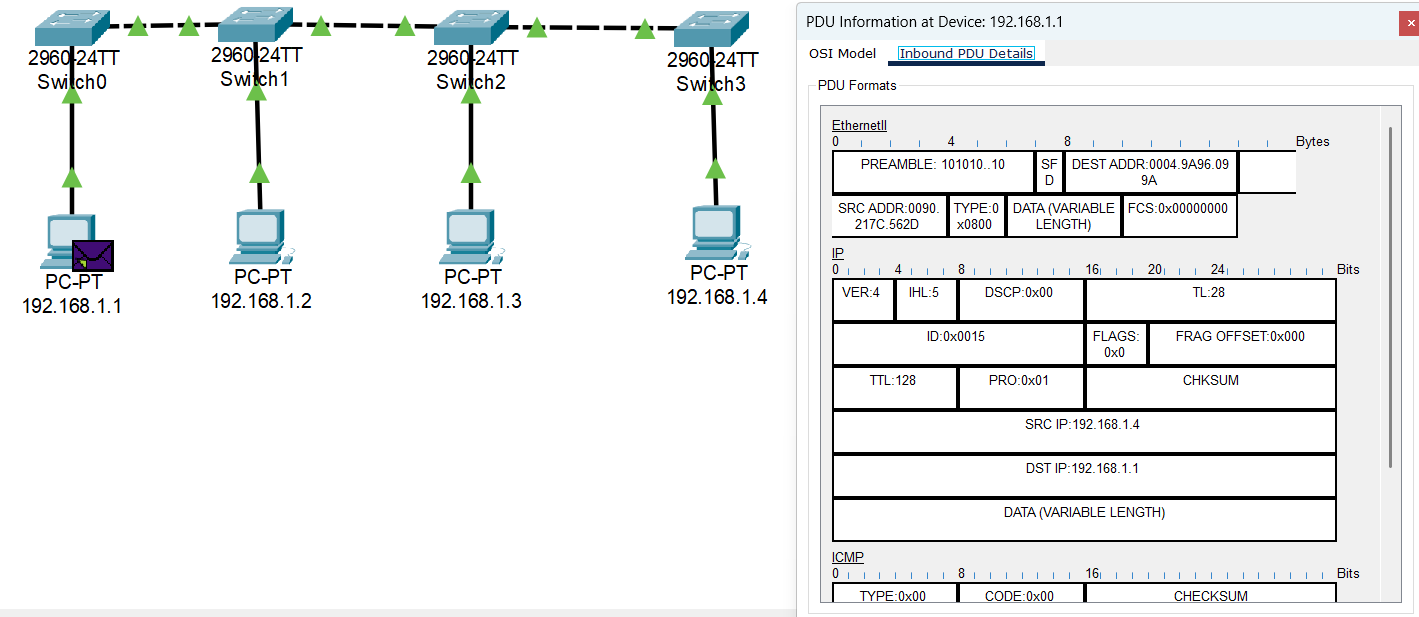 2960-24TT
Switch0
2960-24TT
Switch1
2960-24TT
Switch2
2960-24TT
Switch3
PC-PT
192.168.1.1
PC-PT
192.168.1.2
PC-PT
192.168.1.3
PC-PT
192.168.1.4
PDU Information at Device: 192.168.1.1
OSI Model Inbound PDU Details
PDU Formats
EthernetII
0 4 8 Bytes
PREAMBLE: 101010..10
SF
D
DEST ADDR:0004.9A96.09
9A
SRC ADDR:0090.
217C.562D
TYPE:0
x0800
DATA (VARIABLE
LENGTH)
FCS:0x00000000
IP
0 4 8 16 20 24 Bits
VER:4 IHL:5 DSCP:0x00 TL:28
ID:0x0015
FLAGS:
0x0
FRAG OFFSET:0x000
TTL:128 PRO:0x01 CHKSUM
SRC IP:192.168.1.4
DST IP:192.168.1.1
DATA (VARIABLE LENGTH)
ICMP
0 8 16 Bits
TYPE:0x00 CODE:0x00 CHECKSUM